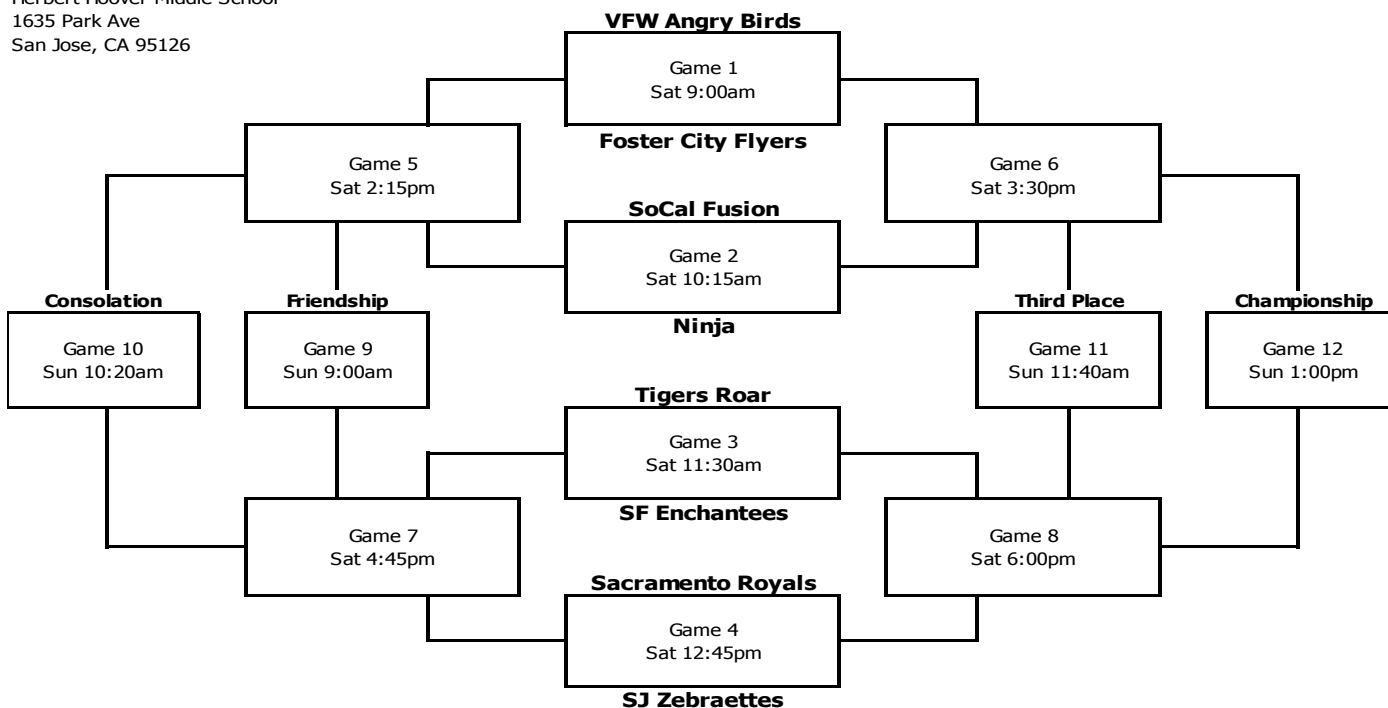 Herbert Hoover Middle School
1635 Park Ave
San Jose, CA 95126
VFW Angry Birds
Game 1
Sat 9:00am
Foster City Flyers
Game 5
Sat 2:15pm
Game 6
Sat 3:30pm
SoCal Fusion
Game 2
Sat 10:15am
Ninja
Consolation
Game 10
Sun 10:20am
Friendship
Game 9
Sun 9:00am
Third Place
Game 11
Sun 11:40am
Championship
Game 12
Sun 1:00pm
Tigers Roar
Game 3
Sat 11:30am
SF Enchantees
Game 7
Sat 4:45pm
Game 8
Sat 6:00pm
Sacramento Royals
Game 4
Sat 12:45pm
SJ Zebraettes